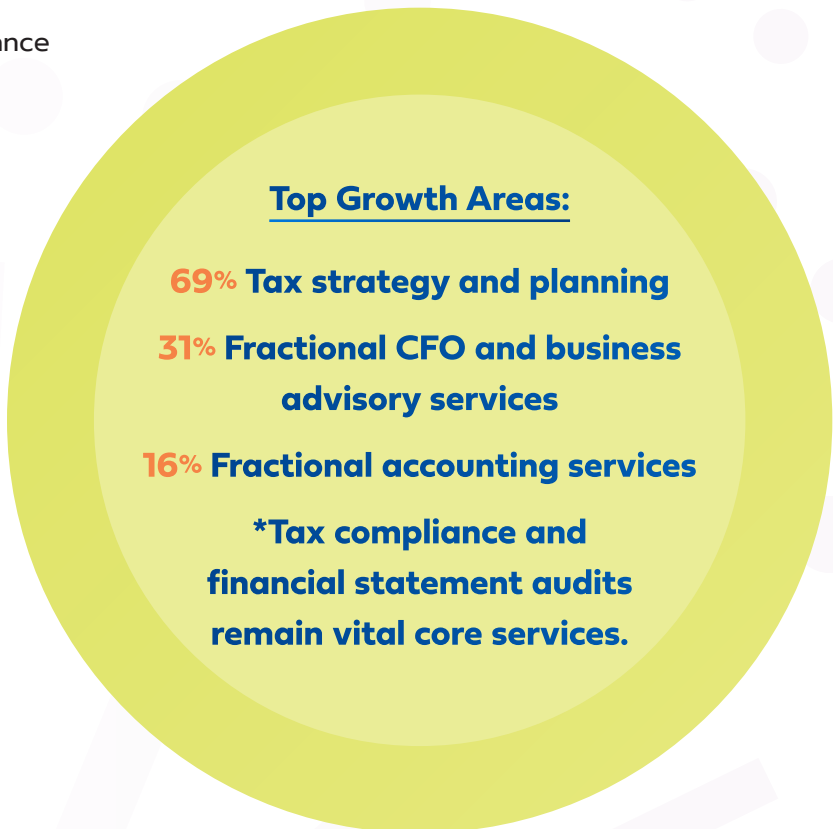 Top Growth Areas:
69% Tax strategy and planning
31% Fractional CFO and business
advisory services
16% Fractional accounting services
*Tax compliance and
financial statement audits
remain vital core services.